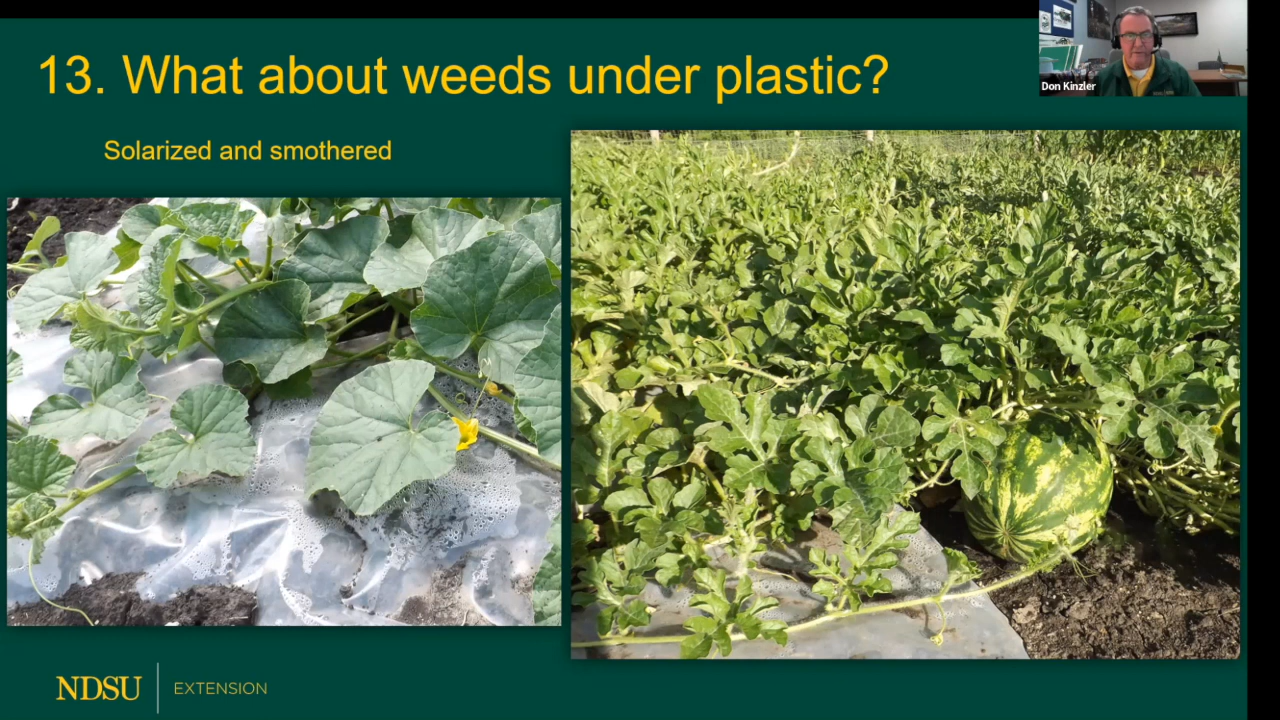 13. What about weeds under plastic?
Don Kinzler
Solarized and smothered
NDSU EXTENSION